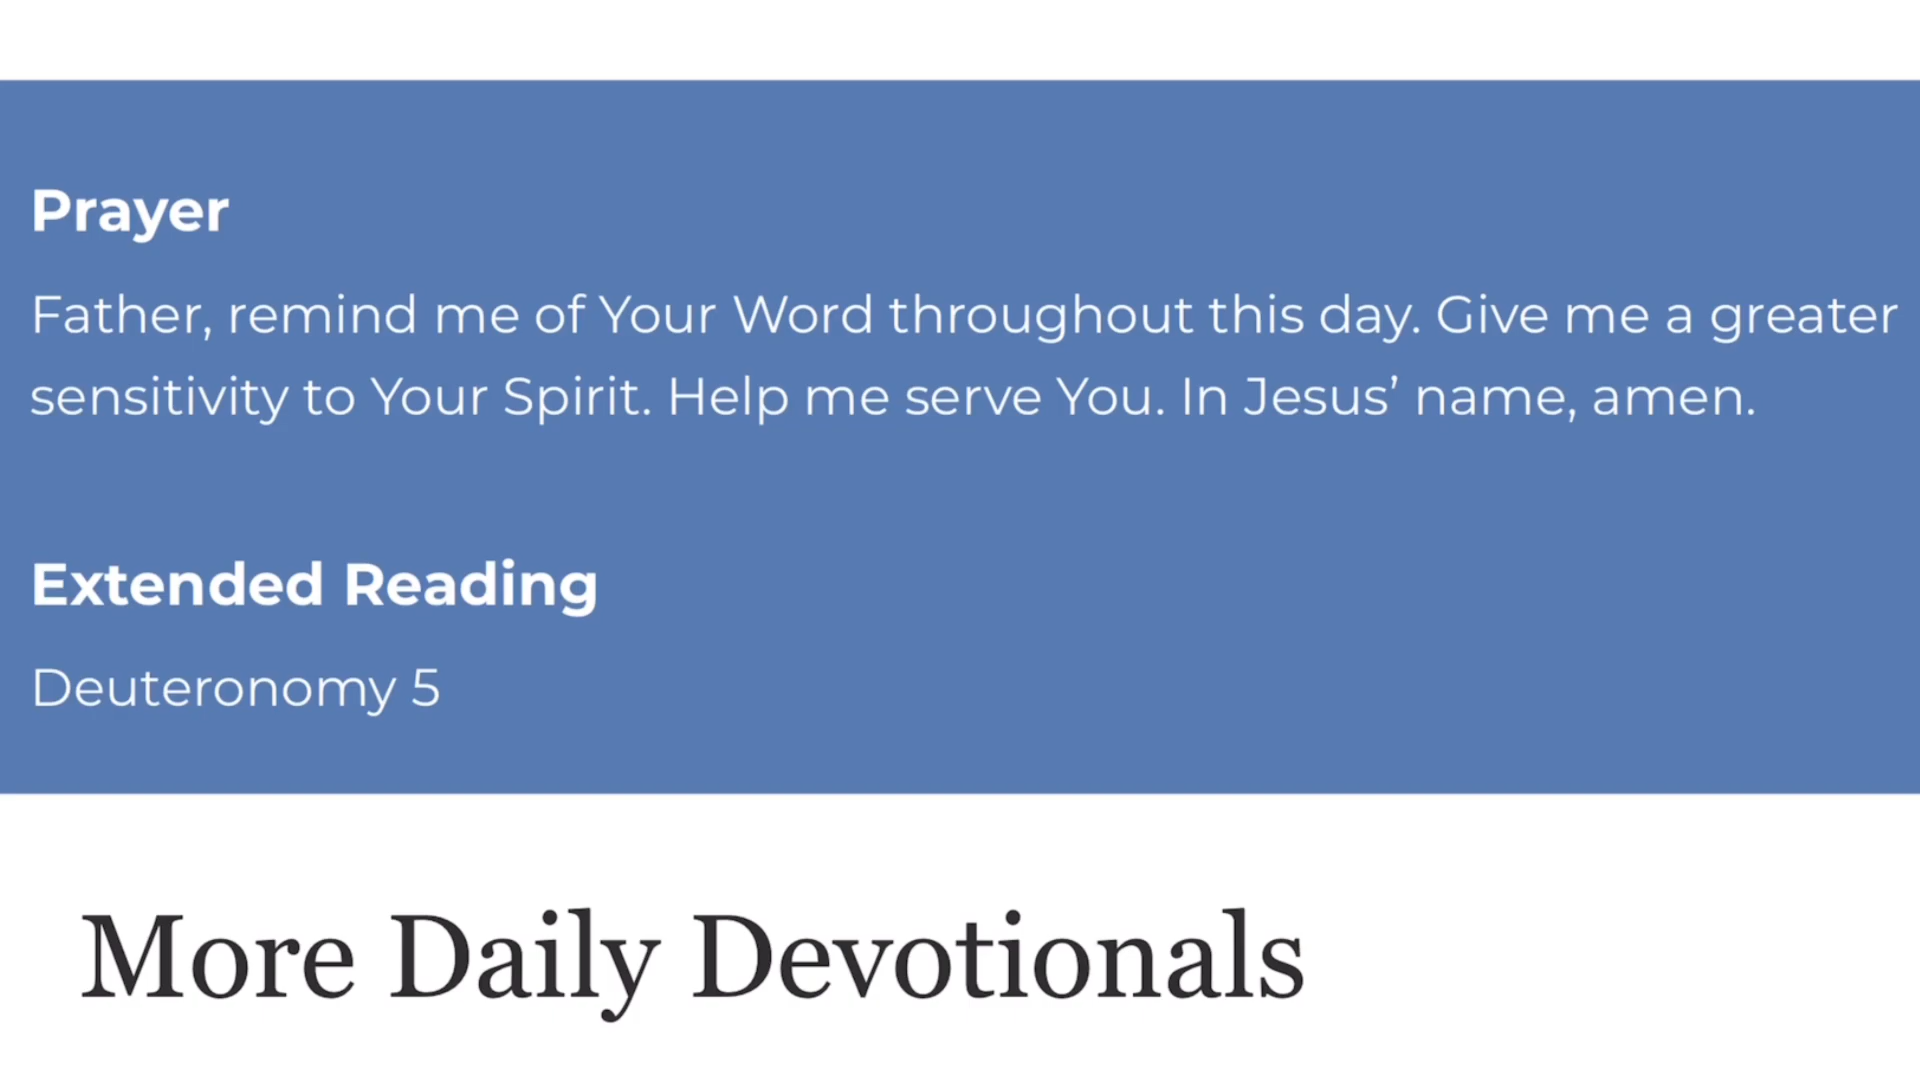 Prayer
Father, remind me of Your Word throughout this day. Give me a greater
sensitivity to Your Spirit. Help me serve You. In Jesus’ name, amen.
Extended Reading
Deuteronomy 5
More Daily Devotionals